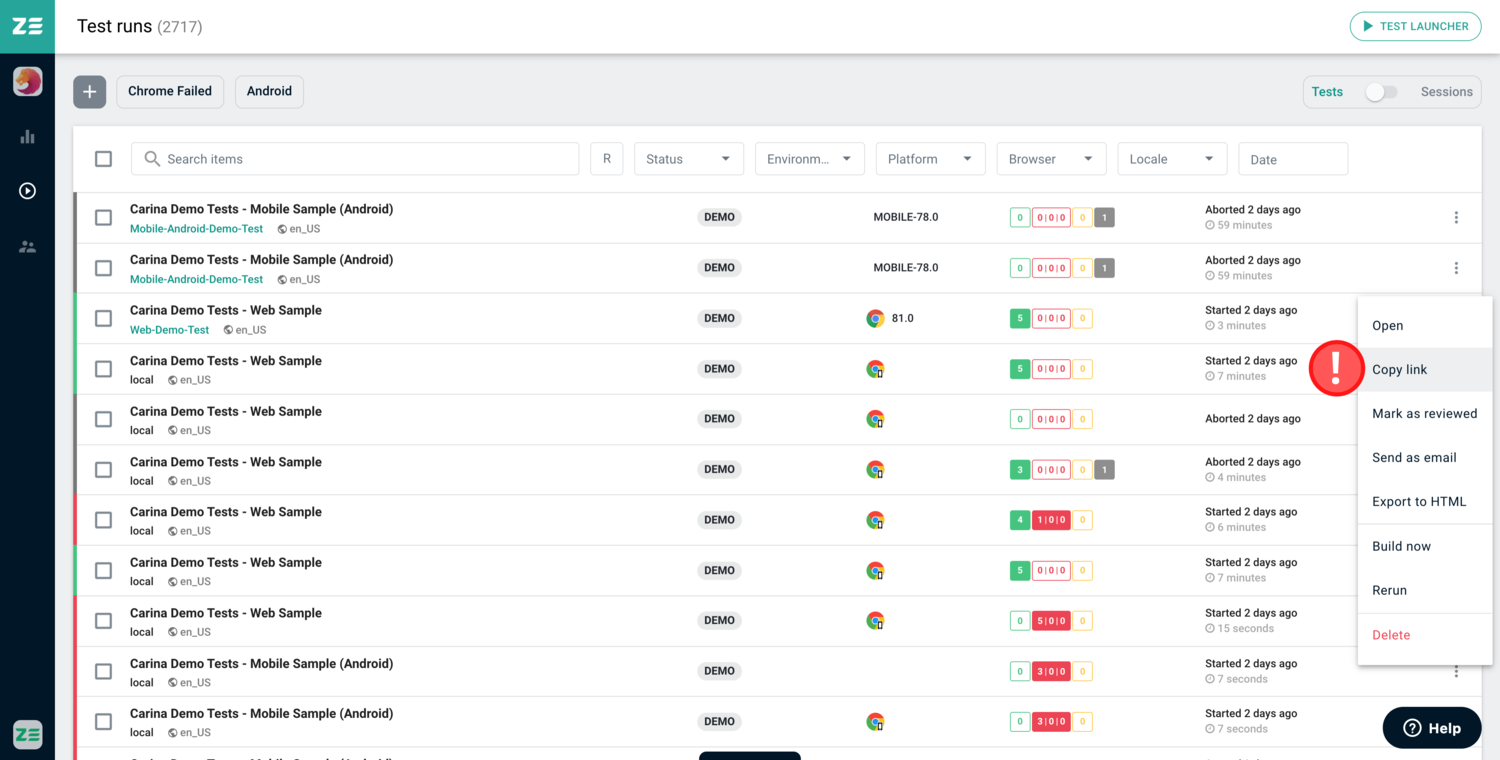 ZE
Test runs (2717)
TEST LAUNCHER
+ Chrome Failed Android
Tests Sessions
Search items R Status Environm... Platform Browser Locale Date
Carina Demo Tests - Mobile Sample (Android)
Mobile-Android-Demo-Test en_US
DEMO MOBILE-78.0 0 0|0|0 0 1
Aborted 2 days ago
59 minutes
Carina Demo Tests - Mobile Sample (Android)
Mobile-Android-Demo-Test en_US
DEMO MOBILE-78.0 0 0|0|0 0 1
Aborted 2 days ago
59 minutes
Carina Demo Tests - Web Sample
Web-Demo-Test en_US
DEMO 81.0 5 0|0|0 0
Started 2 days ago
3 minutes
Carina Demo Tests - Web Sample
local en_US
DEMO 5 0|0|0 0
Started 2 days ago
7 minutes
Carina Demo Tests - Web Sample
local en_US
DEMO 0 0|0|0 0
Aborted 2 days ago
Carina Demo Tests - Web Sample
local en_US
DEMO 3 0|0|0 0 1
Aborted 2 days ago
4 minutes
Carina Demo Tests - Web Sample
local en_US
DEMO 4 1|0|0 0
Started 2 days ago
6 minutes
Carina Demo Tests - Web Sample
local en_US
DEMO 5 0|0|0 0
Started 2 days ago
7 minutes
Carina Demo Tests - Web Sample
local en_US
DEMO 0 5|0|0 0
Started 2 days ago
15 seconds
Carina Demo Tests - Mobile Sample (Android)
local en_US
DEMO 0 3|0|0 0
Started 2 days ago
7 seconds
Carina Demo Tests - Mobile Sample (Android)
local en_US
DEMO 0 3|0|0 0
Started 2 days ago
7 seconds
Open
! Copy link
Mark as reviewed
Send as email
Export to HTML
Build now
Rerun
Delete
ZE
? Help